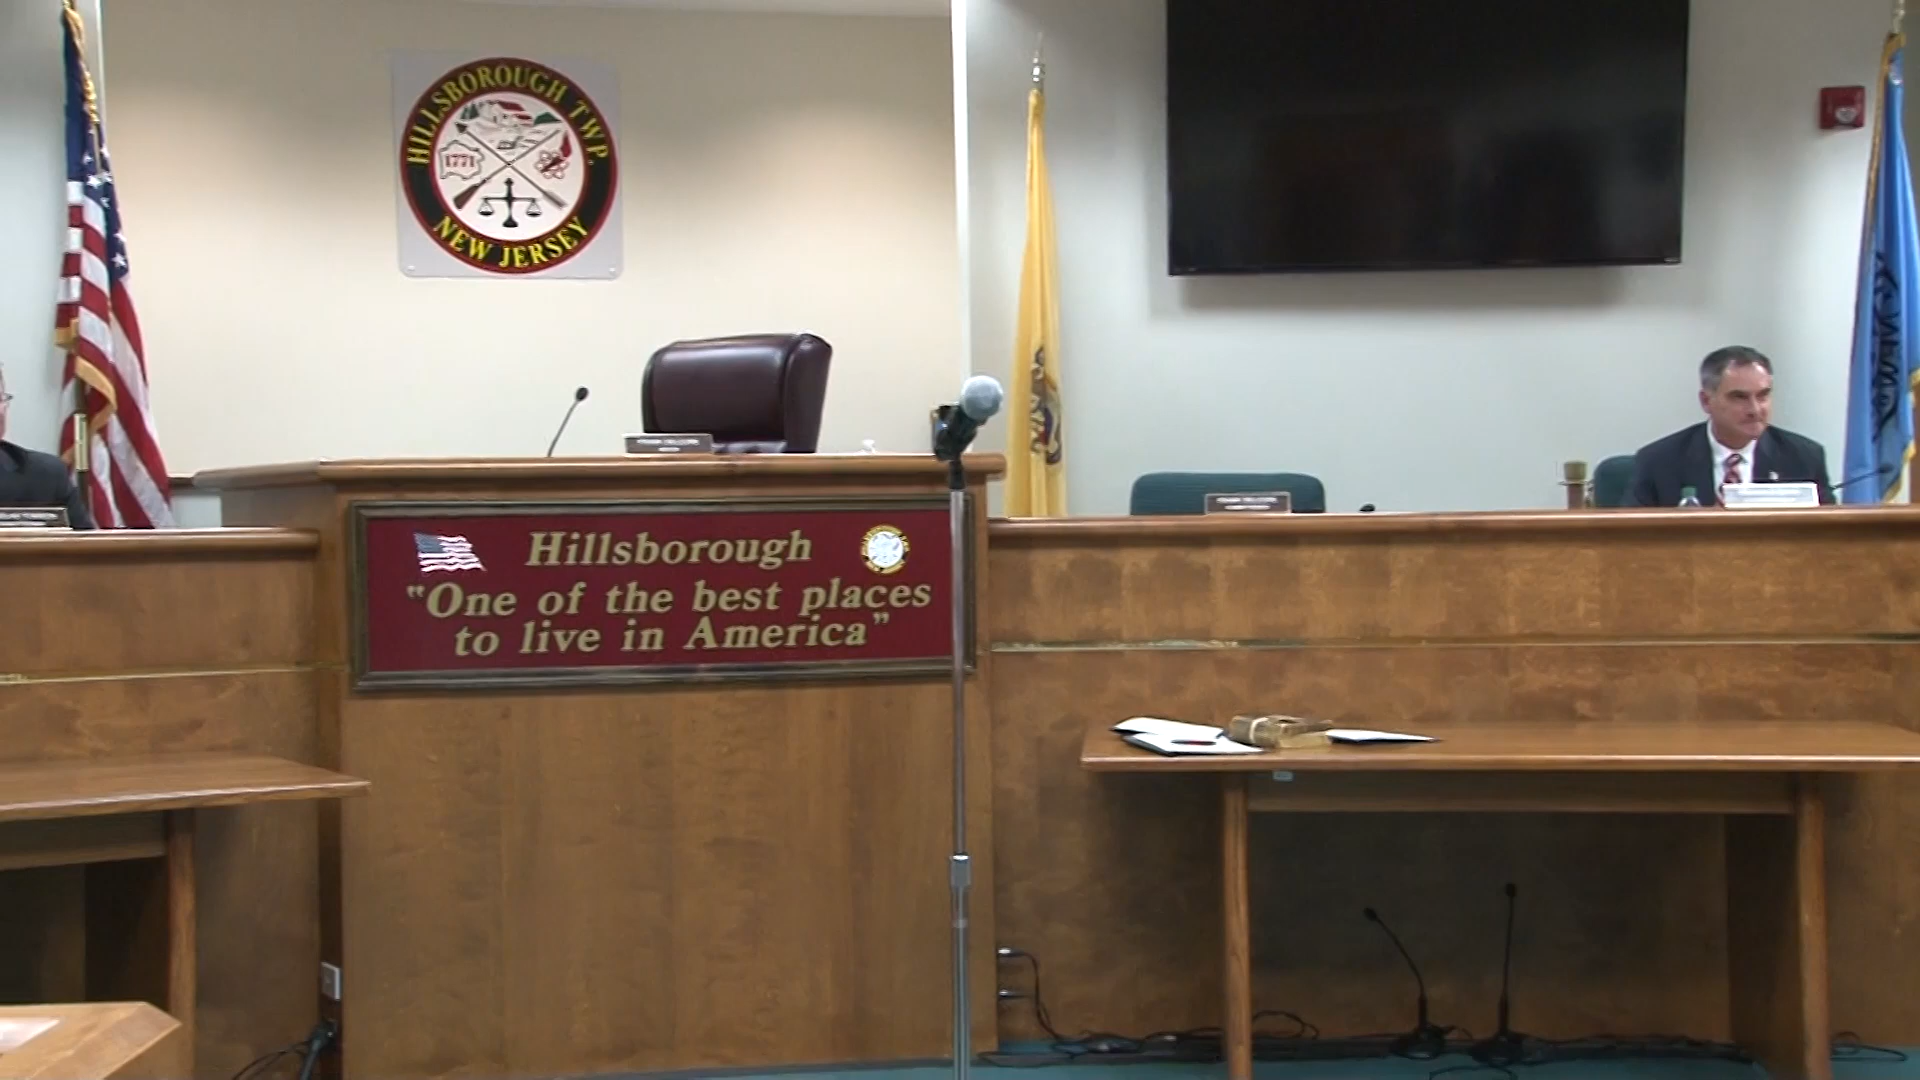 HILLSBOROUGH TWP.
1771
NEW JERSEY
Hillsborough
"One of the best places
to live in America"